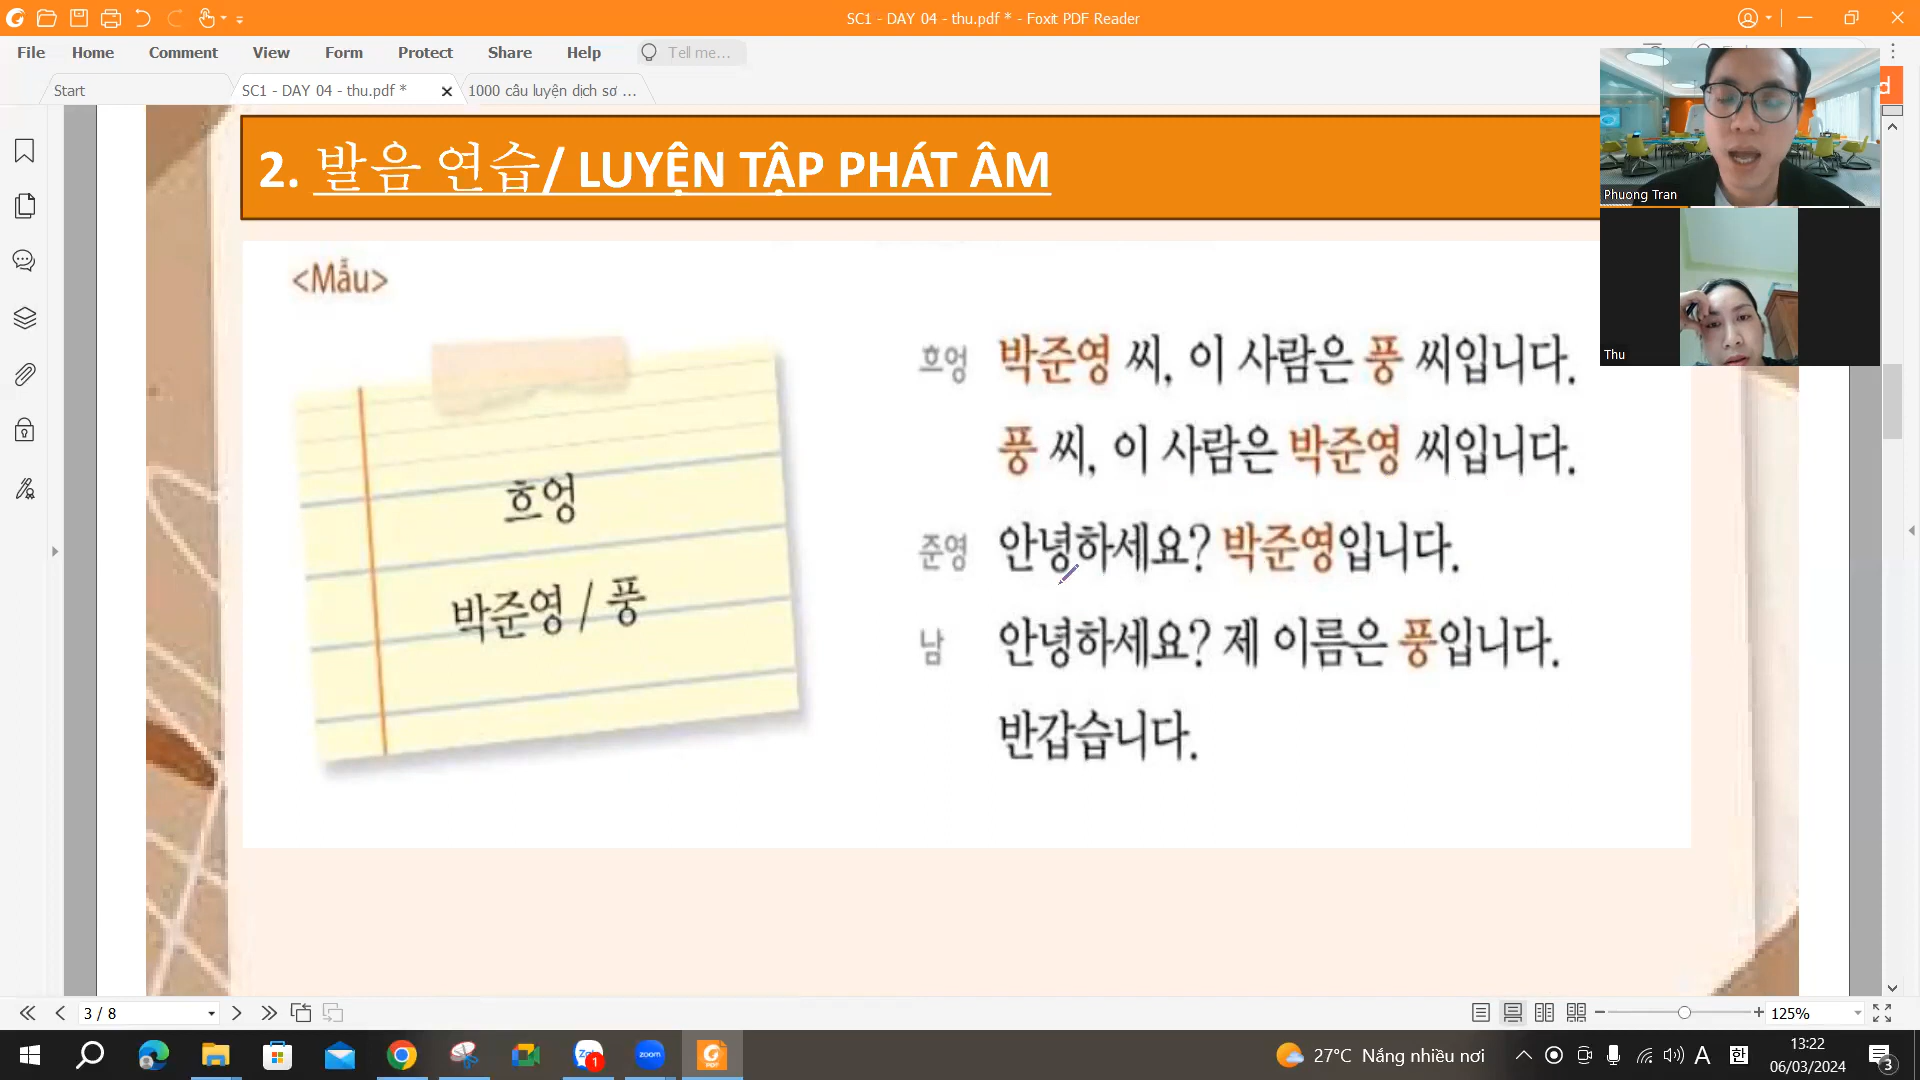 SC1 - DAY 04 - thu.pdf * - Foxit PDF Reader
File Home Comment View Form Protect Share Help Tell me...
Start SC1 - DAY 04 - thu.pdf * 1000 câu luyện dịch sơ ...
2. 발음 연습/ LUYỆN TẬP PHÁT ÂM
<Mẫu>
흐엉
박준영 / 풍
흐엉 박준영 씨, 이 사람은 풍 씨입니다.
풍 씨, 이 사람은 박준영 씨입니다.
준영 안녕하세요? 박준영입니다.
남 안녕하세요? 제 이름은 풍입니다.
반갑습니다.
Phuong Tran
Thu
3 / 8
125%
zoom
27°C Nắng nhiều nơi
A 한
13:22
06/03/2024
1
3